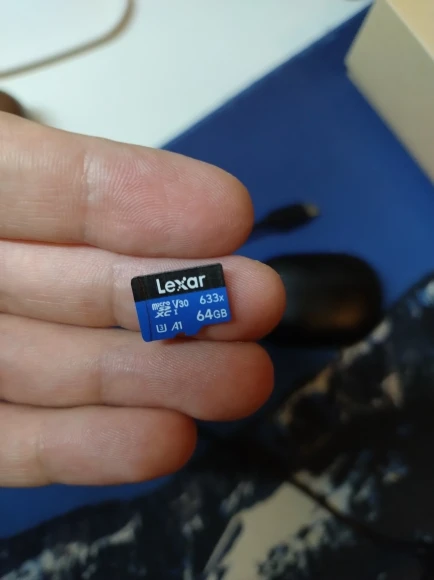 Lexar
micro SD XC I V30 633x
U3 A1 64GB